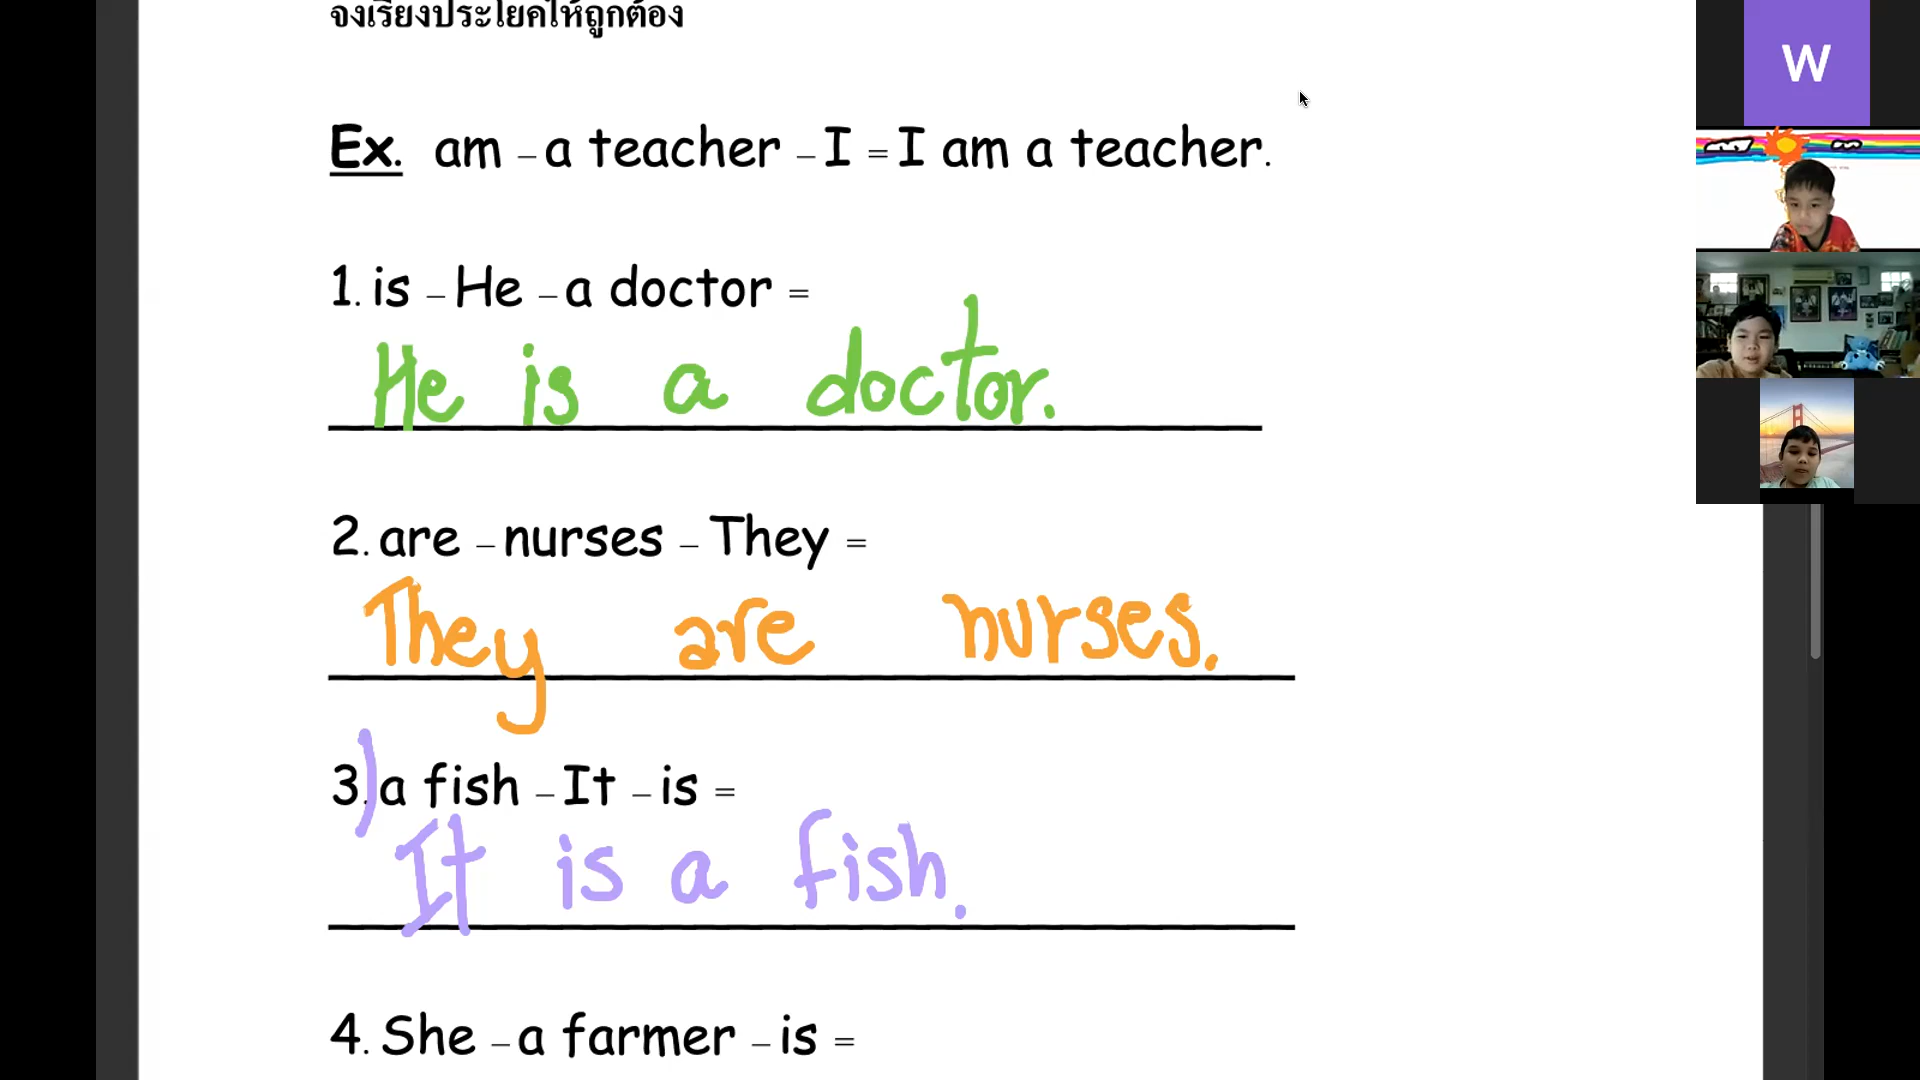 จงเรียงประโยคให้ถูกต้อง
W
Ex. am – a teacher – I = I am a teacher.
1. is – He – a doctor =
He is a doctor.
2. are – nurses – They =
They are nurses.
3.) a fish – It – is =
It is a fish.
4. She – a farmer – is =